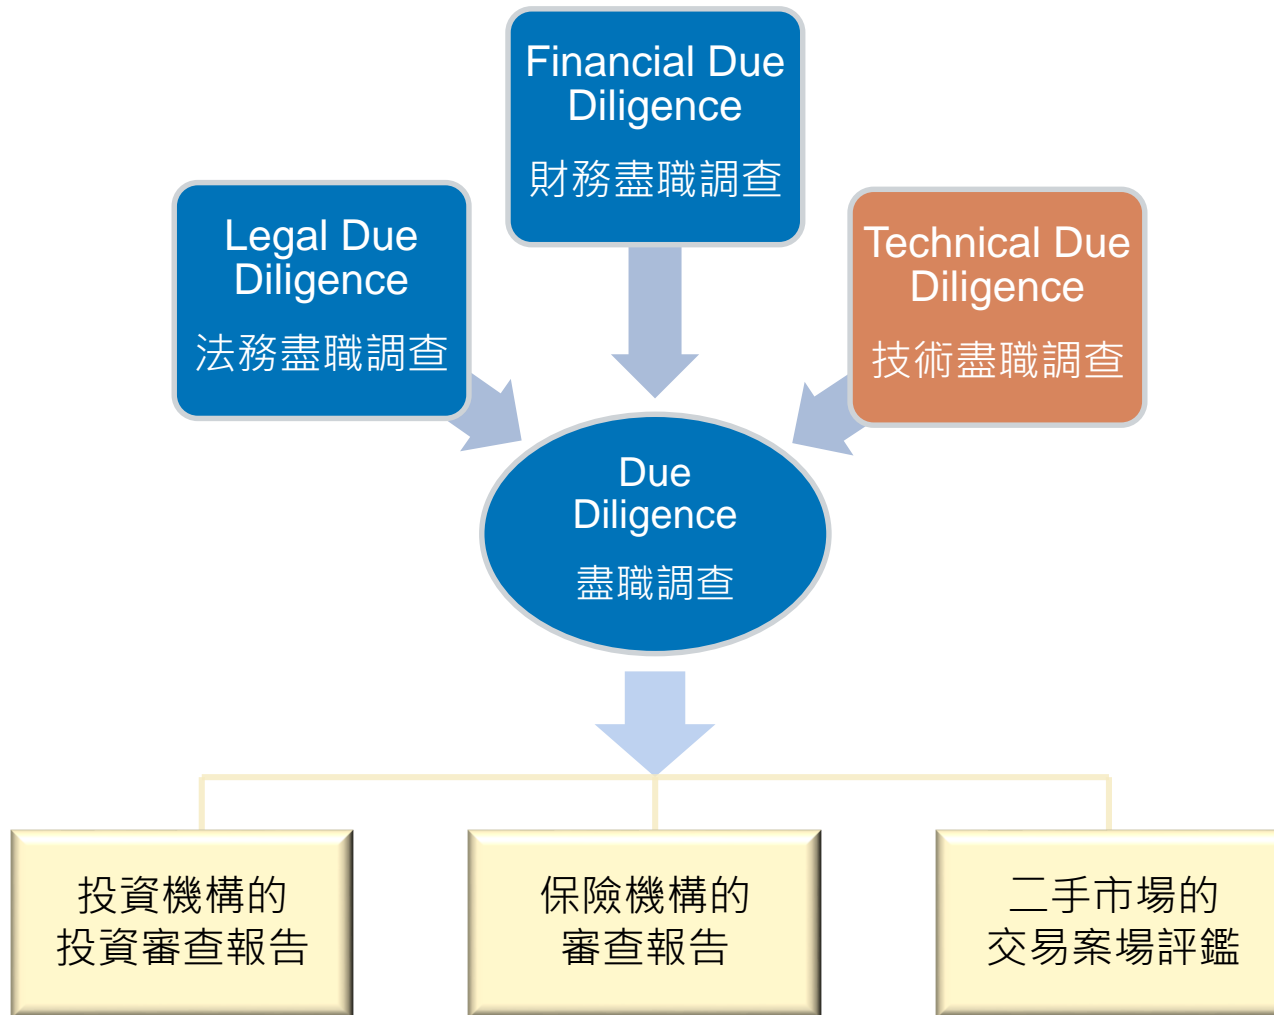 Financial Due
Diligence
財務盡職調查
Legal Due
Diligence
法務盡職調查
Technical Due
Diligence
技術盡職調查
Due
Diligence
盡職調查
投資機構的
投資審查報告
保險機構的
審查報告
二手市場的
交易案場評鑑